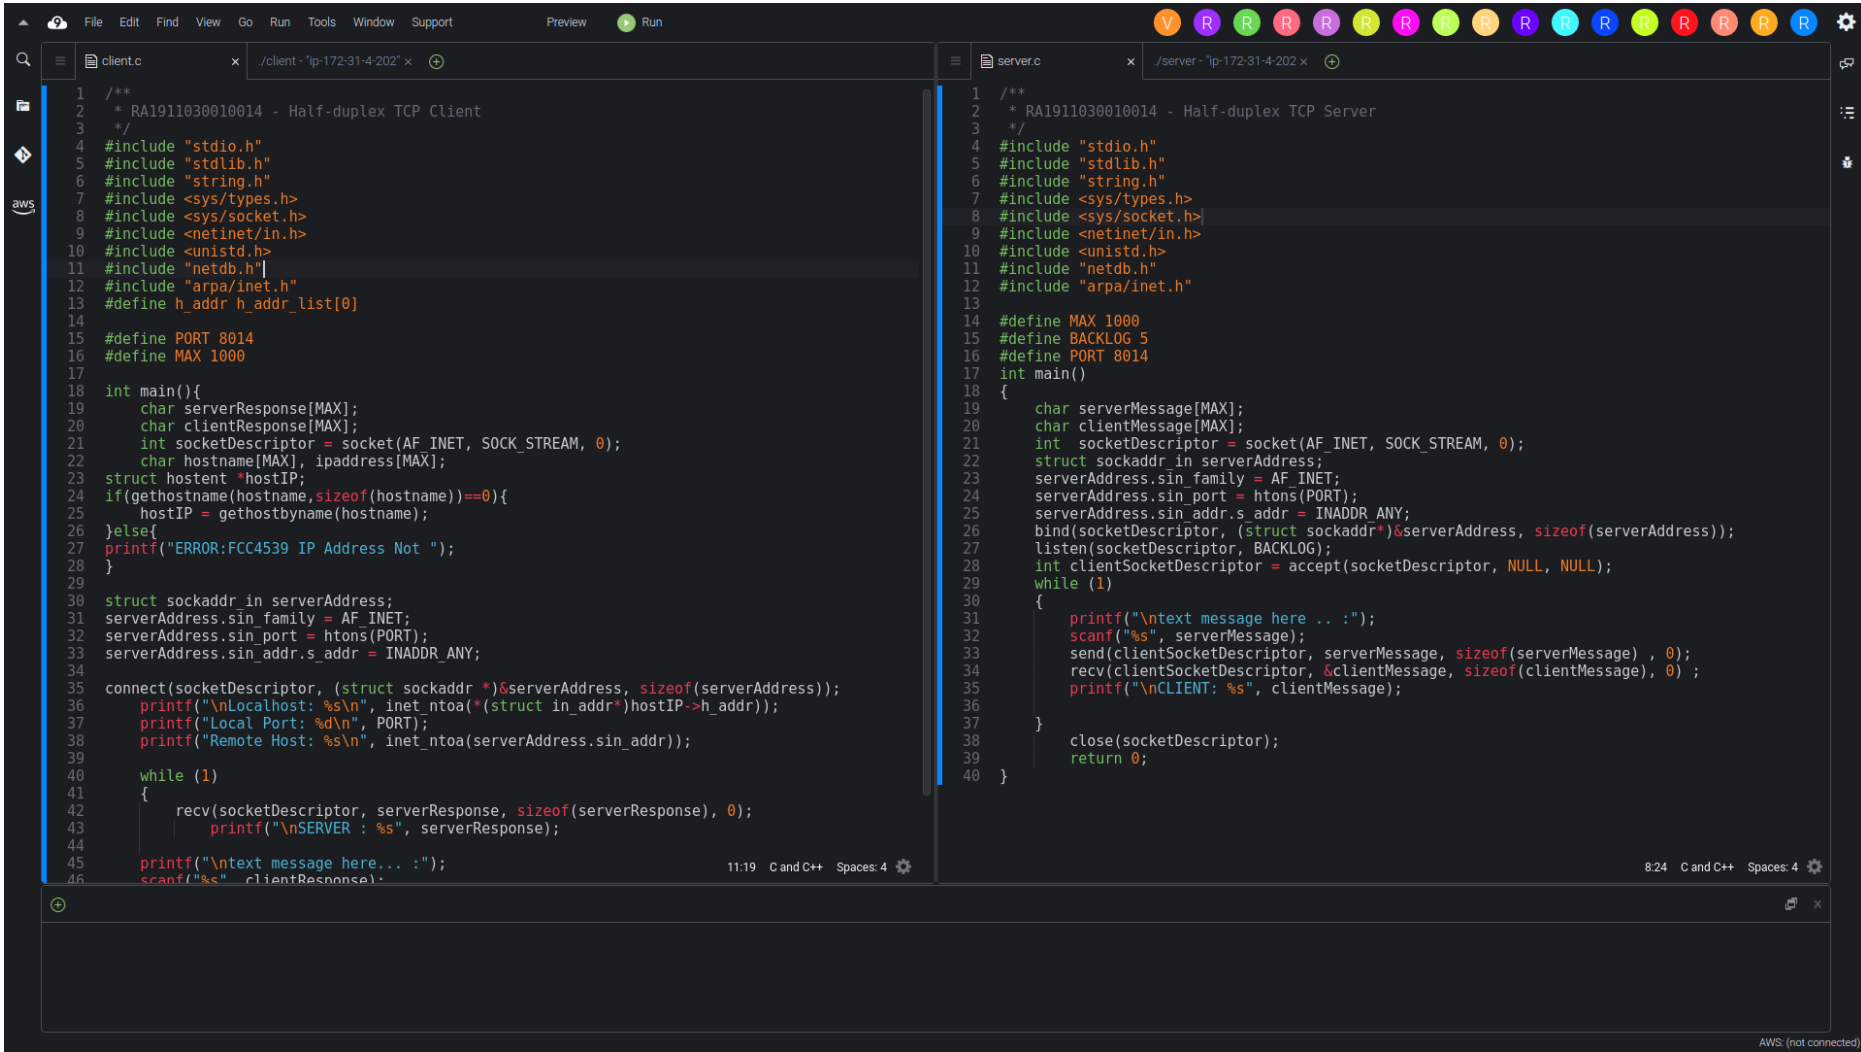 File Edit Find View Go Run Tools Window Support Preview Run V R R R R R R R R R R R R R R R R
client.c × ./client - "ip-172-31-4-202" ×
1 /**
2  * RA1911030010014 - Half-duplex TCP Client
3  */
4 #include "stdio.h"
5 #include "stdlib.h"
6 #include "string.h"
7 #include <sys/types.h>
8 #include <sys/socket.h>
9 #include <netinet/in.h>
10 #include <unistd.h>
11 #include "netdb.h"
12 #include "arpa/inet.h"
13 #define h_addr h_addr_list[0]
14
15 #define PORT 8014
16 #define MAX 1000
17
18 int main(){
19     char serverResponse[MAX];
20     char clientResponse[MAX];
21     int socketDescriptor = socket(AF_INET, SOCK_STREAM, 0);
22     char hostname[MAX], ipaddress[MAX];
23 struct hostent *hostIP;
24 if(gethostname(hostname,sizeof(hostname))==0){
25     hostIP = gethostbyname(hostname);
26 }else{
27 printf("ERROR:FCC4539 IP Address Not ");
28 }
29
30 struct sockaddr_in serverAddress;
31 serverAddress.sin_family = AF_INET;
32 serverAddress.sin_port = htons(PORT);
33 serverAddress.sin_addr.s_addr = INADDR_ANY;
34
35 connect(socketDescriptor, (struct sockaddr *)&serverAddress, sizeof(serverAddress));
36     printf("\nLocalhost: %s\n", inet_ntoa(*(struct in_addr*)hostIP->h_addr));
37     printf("Local Port: %d\n", PORT);
38     printf("Remote Host: %s\n", inet_ntoa(serverAddress.sin_addr));
39
40     while (1)
41     {
42         recv(socketDescriptor, serverResponse, sizeof(serverResponse), 0);
43             printf("\nSERVER : %s", serverResponse);
44
45     printf("\ntext message here... :");
46     scanf("%s", clientResponse);
11:19 C and C++ Spaces: 4
server.c × ./server - "ip-172-31-4-202 ×
1 /**
2  * RA1911030010014 - Half-duplex TCP Server
3  */
4 #include "stdio.h"
5 #include "stdlib.h"
6 #include "string.h"
7 #include <sys/types.h>
8 #include <sys/socket.h>
9 #include <netinet/in.h>
10 #include <unistd.h>
11 #include "netdb.h"
12 #include "arpa/inet.h"
13
14 #define MAX 1000
15 #define BACKLOG 5
16 #define PORT 8014
17 int main()
18 {
19     char serverMessage[MAX];
20     char clientMessage[MAX];
21     int  socketDescriptor = socket(AF_INET, SOCK_STREAM, 0);
22     struct sockaddr_in serverAddress;
23     serverAddress.sin_family = AF_INET;
24     serverAddress.sin_port = htons(PORT);
25     serverAddress.sin_addr.s_addr = INADDR_ANY;
26     bind(socketDescriptor, (struct sockaddr*)&serverAddress, sizeof(serverAddress));
27     listen(socketDescriptor, BACKLOG);
28     int clientSocketDescriptor = accept(socketDescriptor, NULL, NULL);
29     while (1)
30     {
31         printf("\ntext message here .. :");
32         scanf("%s", serverMessage);
33         send(clientSocketDescriptor, serverMessage, sizeof(serverMessage) , 0);
34         recv(clientSocketDescriptor, &clientMessage, sizeof(clientMessage), 0) ;
35         printf("\nCLIENT: %s", clientMessage);
36
37     }
38         close(socketDescriptor);
39         return 0;
40 }
8:24 C and C++ Spaces: 4
aws
AWS: (not connected)